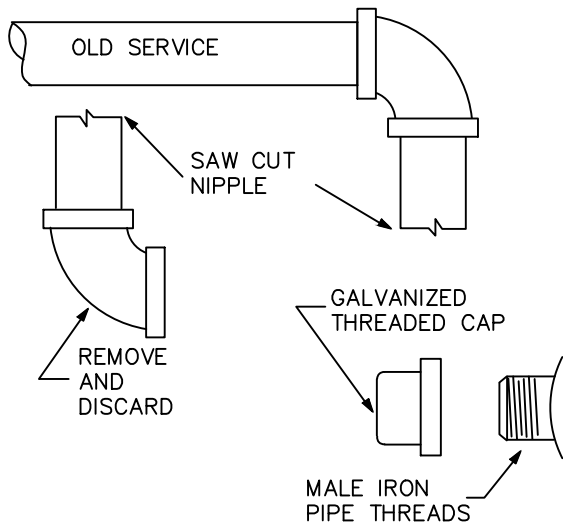 OLD SERVICE
SAW CUT
NIPPLE
GALVANIZED
THREADED CAP
REMOVE
AND
DISCARD
MALE IRON
PIPE THREADS